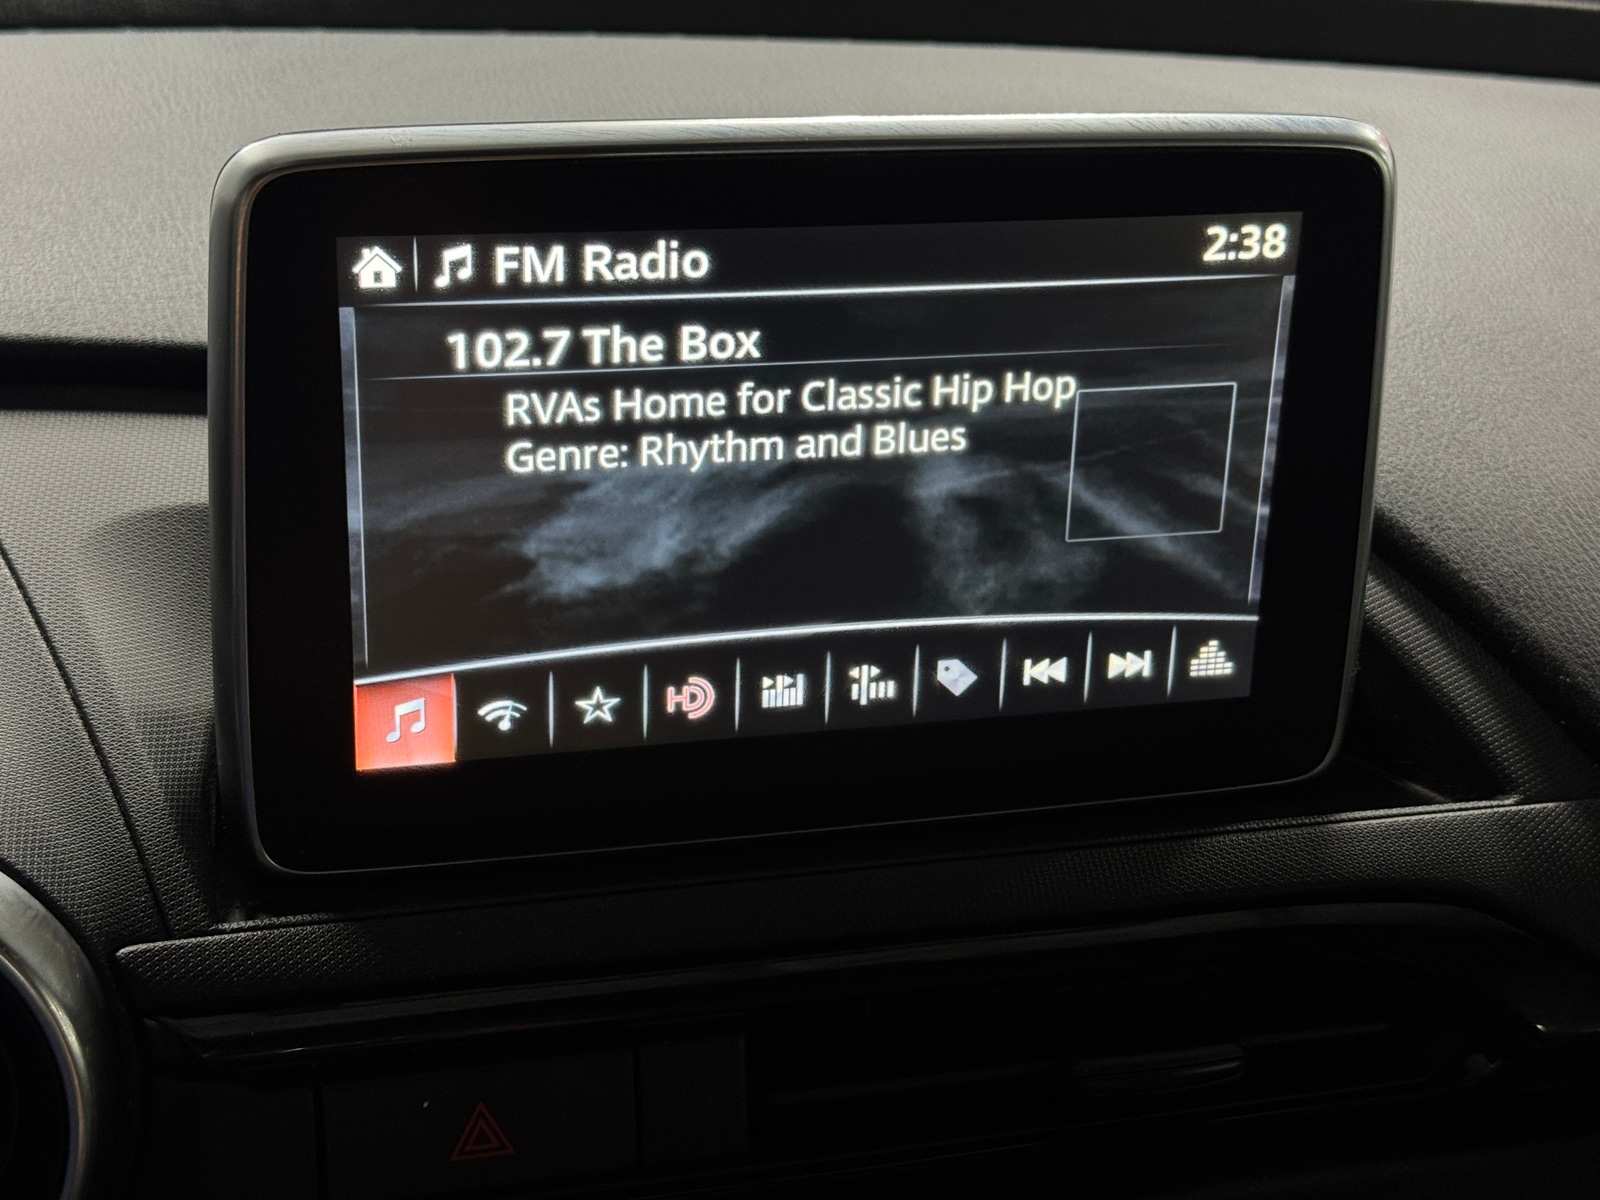 FM Radio
2:38
102.7 The Box
RVAs Home for Classic Hip Hop
Genre: Rhythm and Blues
HD